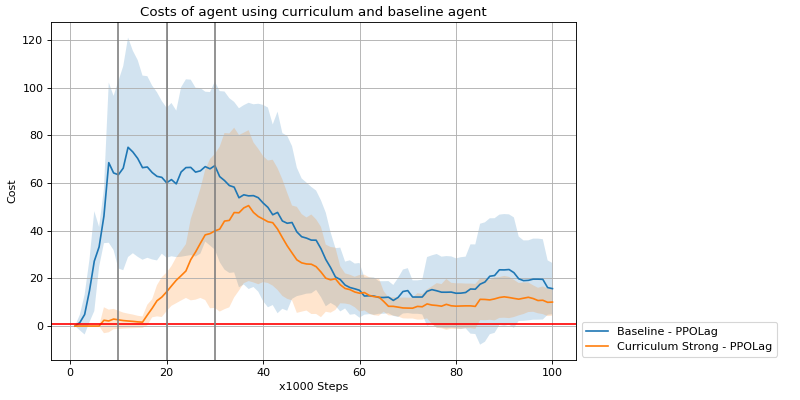 Costs of agent using curriculum and baseline agent
120
100
80
60
40
20
0
Cost
0 20 40 60 80 100
x1000 Steps
Baseline - PPOLag
Curriculum Strong - PPOLag